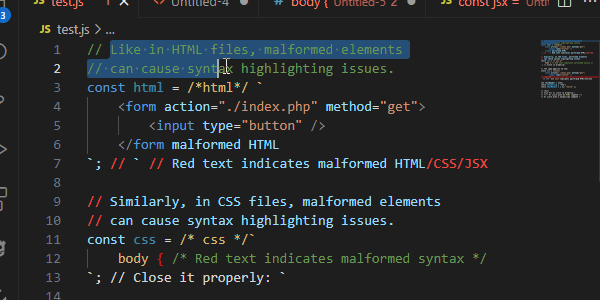 test.js
Untitled-4
body {
Untitled-5 2
const jsx =
test.js > ...
1 // Like in HTML files, malformed elements
2 // can cause syntax highlighting issues.
3 const html = /*html*/ `
4 <form action="./index.php" method="get">
5 <input type="button" />
6 </form malformed HTML
7 `; // ` // Red text indicates malformed HTML/CSS/JSX
8
9 // Similarly, in CSS files, malformed elements
10 // can cause syntax highlighting issues.
11 const css = /* css */`
12 body { /* Red text indicates malformed syntax */
13 `; // Close it properly: `
14